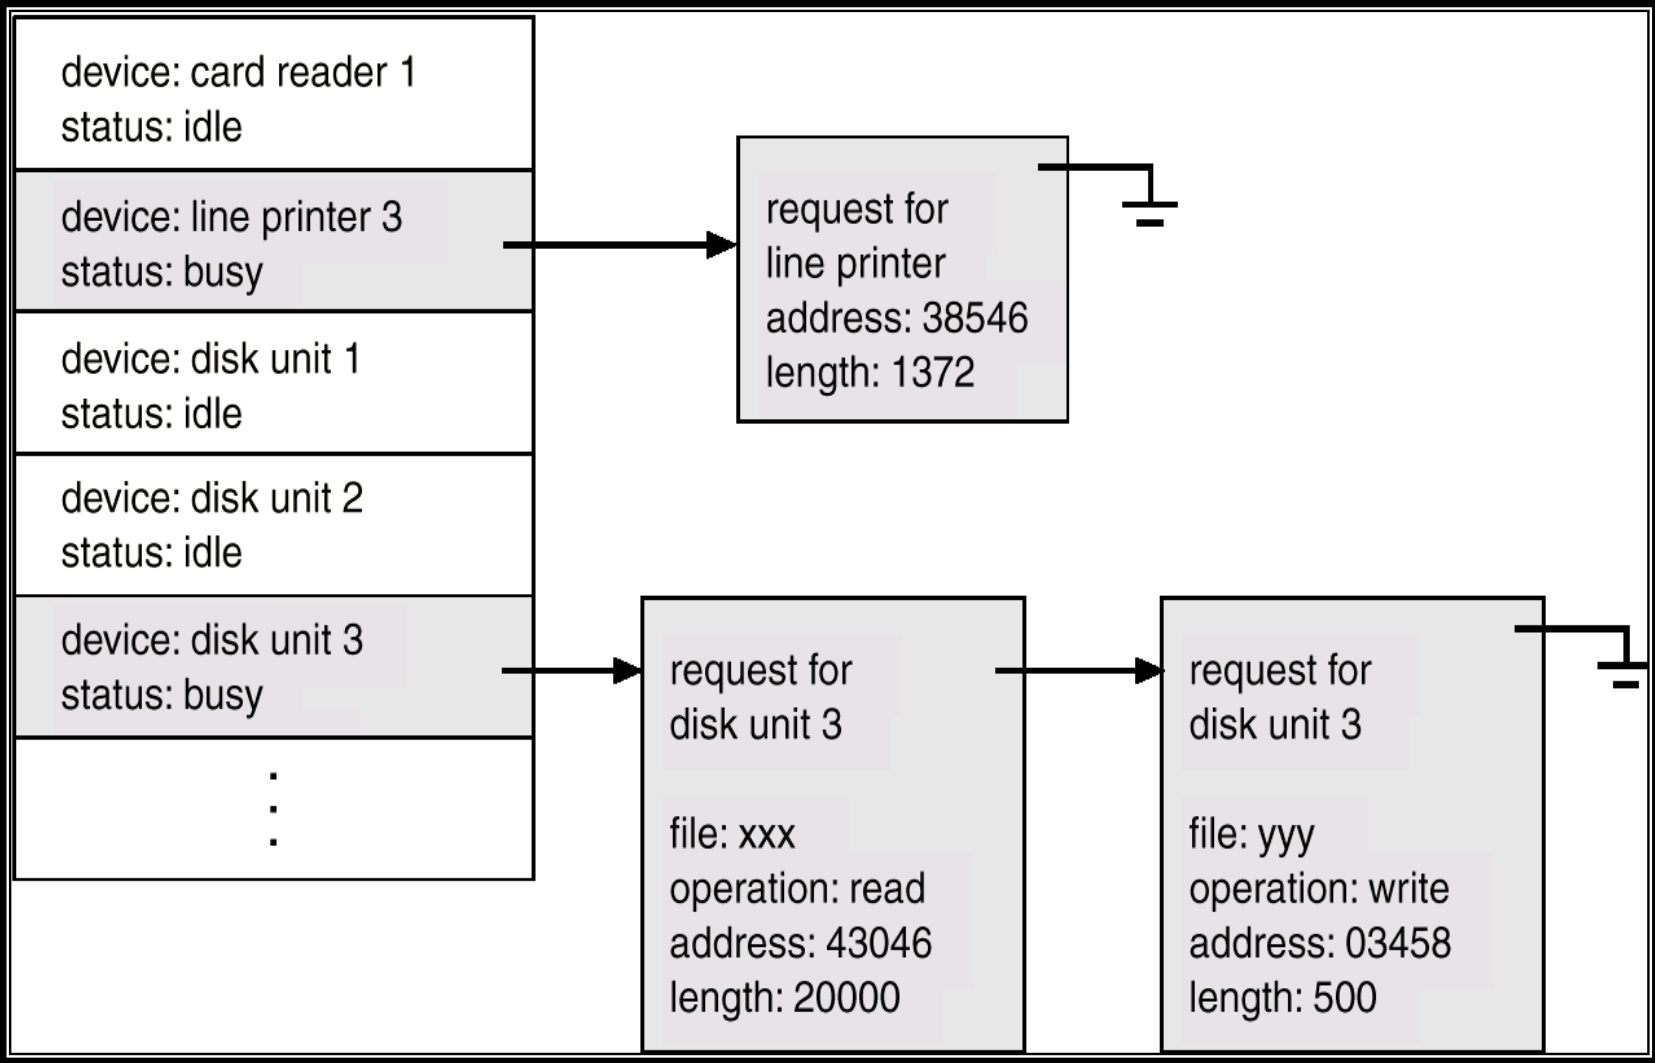 device: card reader 1
status: idle
device: line printer 3
status: busy
device: disk unit 1
status: idle
device: disk unit 2
status: idle
device: disk unit 3
status: busy
request for
line printer
address: 38546
length: 1372
request for
disk unit 3
file: xxx
operation: read
address: 43046
length: 20000
request for
disk unit 3
file: yyy
operation: write
address: 03458
length: 500